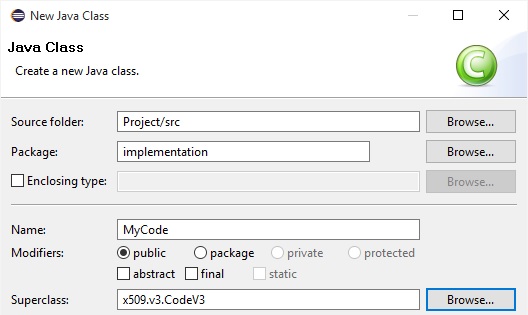 New Java Class
Java Class
Create a new Java class.
C
Source folder: Project/src Browse...
Package: implementation Browse...
Enclosing type: Browse...
Name: MyCode
Modifiers: public package private protected
abstract final static
Superclass: x509.v3.CodeV3 Browse...